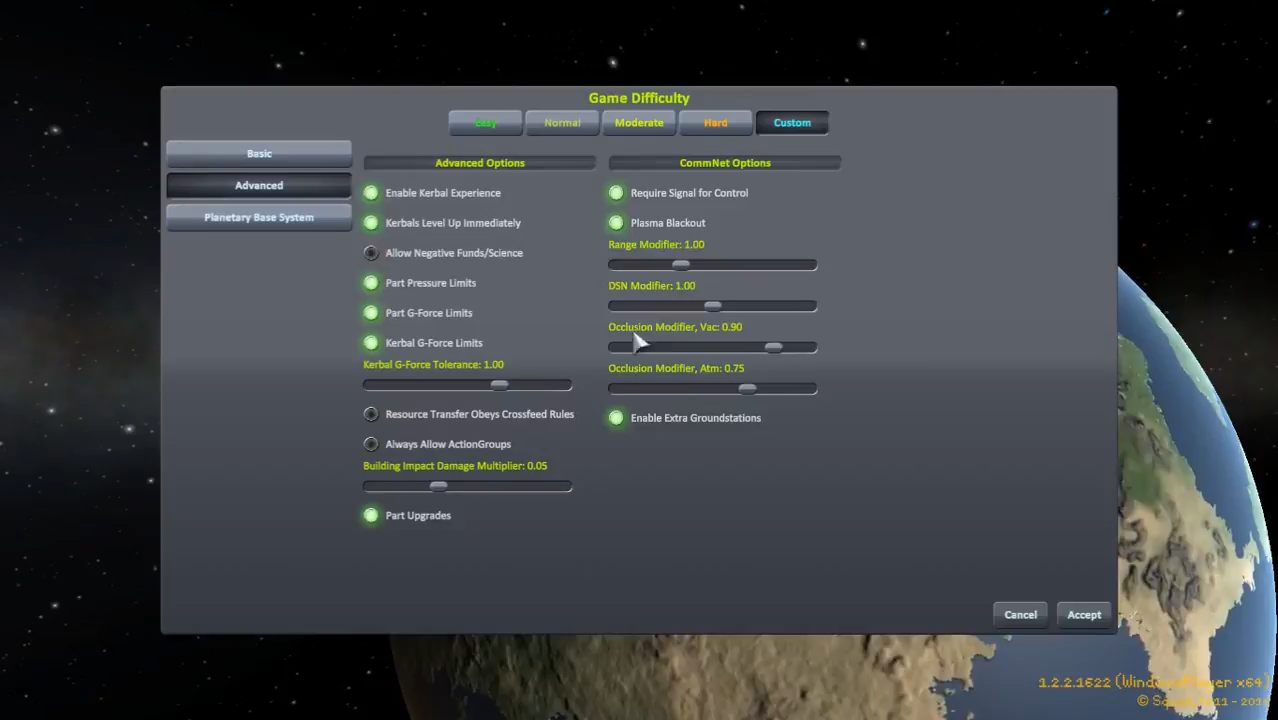 Game Difficulty
Easy Normal Moderate Hard Custom
Basic
Advanced
Planetary Base System
Advanced Options
Enable Kerbal Experience
Kerbals Level Up Immediately
Allow Negative Funds/Science
Part Pressure Limits
Part G-Force Limits
Kerbal G-Force Limits
Kerbal G-Force Tolerance: 1.00
Resource Transfer Obeys Crossfeed Rules
Always Allow ActionGroups
Building Impact Damage Multiplier: 0.05
Part Upgrades
CommNet Options
Require Signal for Control
Plasma Blackout
Range Modifier: 1.00
DSN Modifier: 1.00
Occlusion Modifier, Vac: 0.90
Occlusion Modifier, Atm: 0.75
Enable Extra Groundstations
Cancel Accept
1.2.2.1622 (WindowsPlayer x64)
© Squad 2011 -